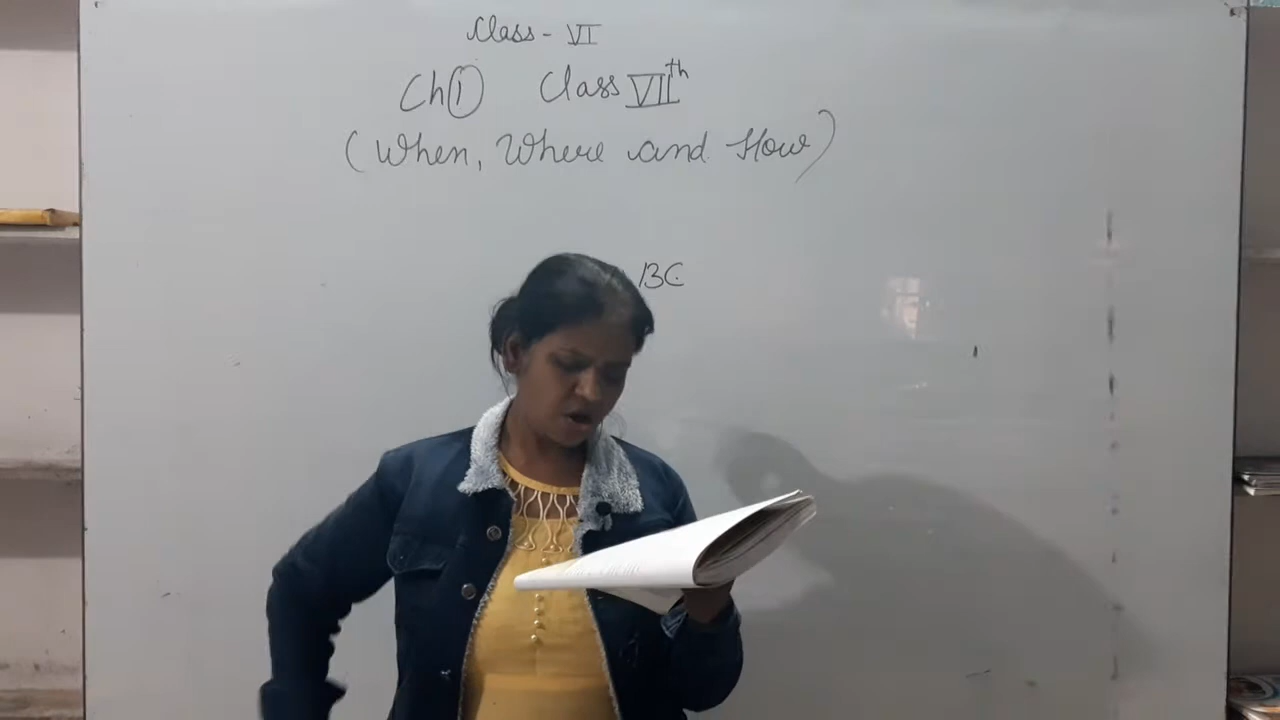 Class - VI
Ch ① Class VIIth
(When, Where and How)
BC